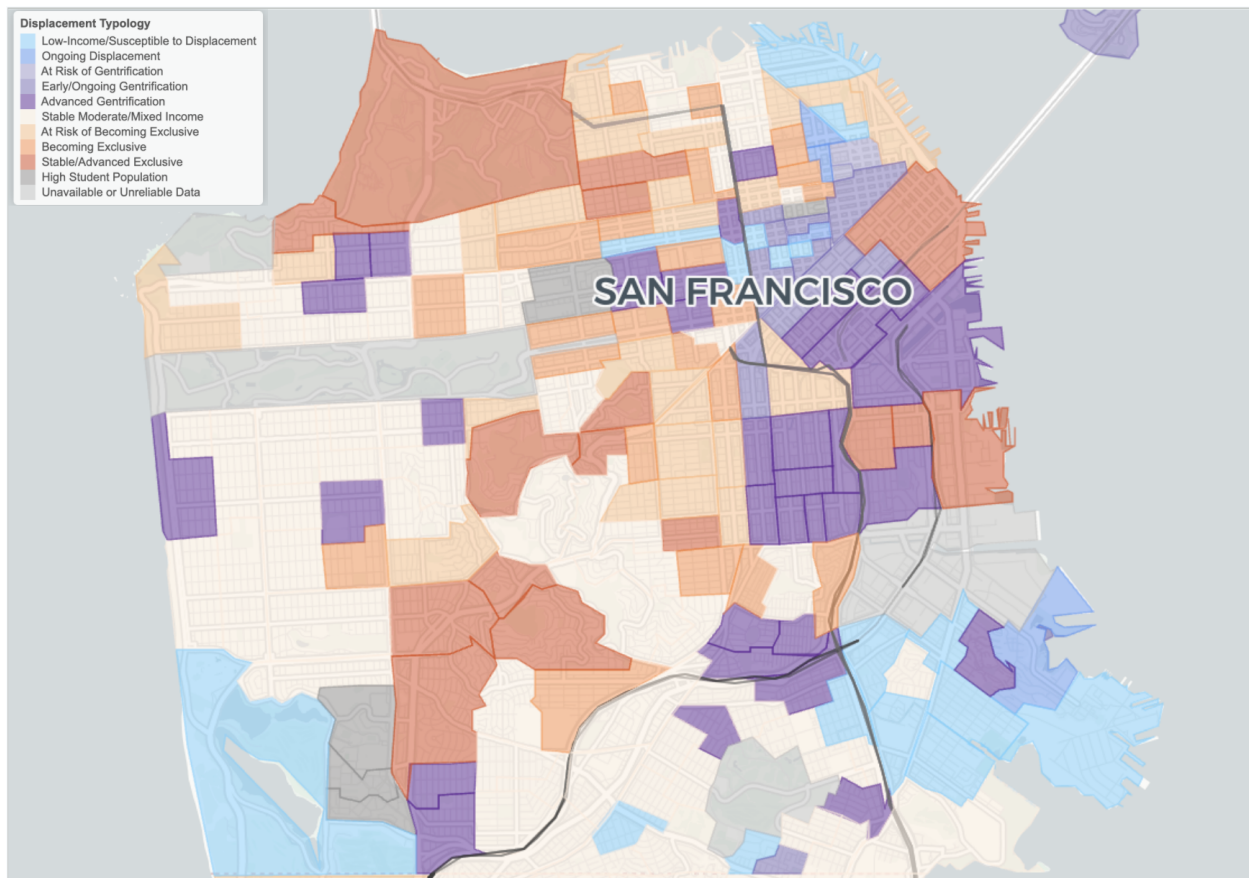 Displacement Typology
Low-Income/Susceptible to Displacement
Ongoing Displacement
At Risk of Gentrification
Early/Ongoing Gentrification
Advanced Gentrification
Stable Moderate/Mixed Income
At Risk of Becoming Exclusive
Becoming Exclusive
Stable/Advanced Exclusive
High Student Population
Unavailable or Unreliable Data
SAN FRANCISCO